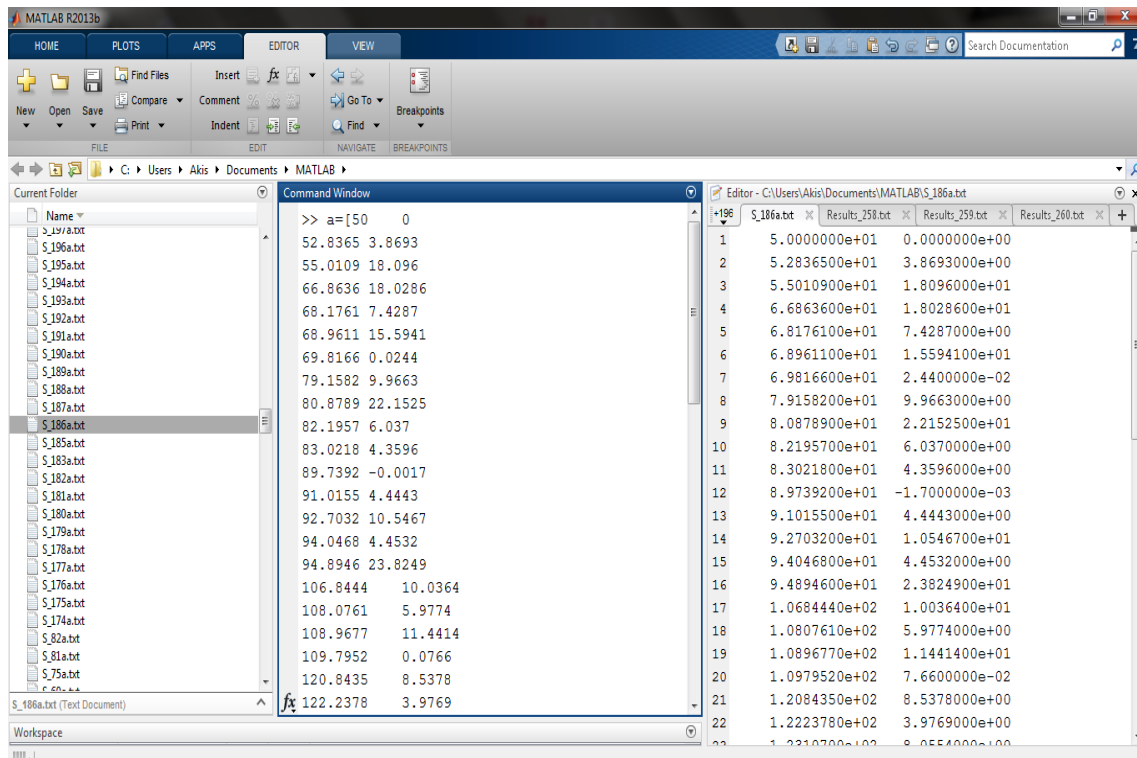 MATLAB R2013b
HOME PLOTS APPS EDITOR VIEW
Search Documentation
New Open Save
Find Files
Compare
Print
Insert fx
Comment
Indent
Go To
Find
Breakpoints
FILE EDIT NAVIGATE BREAKPOINTS
C: Users Akis Documents MATLAB
Current Folder
Name
S_197a.txt
S_196a.txt
S_195a.txt
S_194a.txt
S_193a.txt
S_192a.txt
S_191a.txt
S_190a.txt
S_189a.txt
S_188a.txt
S_187a.txt
S_186a.txt
S_185a.txt
S_183a.txt
S_182a.txt
S_181a.txt
S_180a.txt
S_179a.txt
S_178a.txt
S_177a.txt
S_176a.txt
S_175a.txt
S_174a.txt
S_82a.txt
S_81a.txt
S_75a.txt
S_186a.txt (Text Document)
Workspace
Command Window
>> a=[50 0
52.8365 3.8693
55.0109 18.096
66.8636 18.0286
68.1761 7.4287
68.9611 15.5941
69.8166 0.0244
79.1582 9.9663
80.8789 22.1525
82.1957 6.037
83.0218 4.3596
89.7392 -0.0017
91.0155 4.4443
92.7032 10.5467
94.0468 4.4532
94.8946 23.8249
106.8444 10.0364
108.0761 5.9774
108.9677 11.4414
109.7952 0.0766
120.8435 8.5378
fx 122.2378 3.9769
Editor - C:\Users\Akis\Documents\MATLAB\S_186a.txt
+196 S_186a.txt Results_258.txt Results_259.txt Results_260.txt +
1 5.0000000e+01 0.0000000e+00
2 5.2836500e+01 3.8693000e+00
3 5.5010900e+01 1.8096000e+01
4 6.6863600e+01 1.8028600e+01
5 6.8176100e+01 7.4287000e+00
6 6.8961100e+01 1.5594100e+01
7 6.9816600e+01 2.4400000e-02
8 7.9158200e+01 9.9663000e+00
9 8.0878900e+01 2.2152500e+01
10 8.2195700e+01 6.0370000e+00
11 8.3021800e+01 4.3596000e+00
12 8.9739200e+01 -1.7000000e-03
13 9.1015500e+01 4.4443000e+00
14 9.2703200e+01 1.0546700e+01
15 9.4046800e+01 4.4532000e+00
16 9.4894600e+01 2.3824900e+01
17 1.0684440e+02 1.0036400e+01
18 1.0807610e+02 5.9774000e+00
19 1.0896770e+02 1.1441400e+01
20 1.0979520e+02 7.6600000e-02
21 1.2084350e+02 8.5378000e+00
22 1.2223780e+02 3.9769000e+00